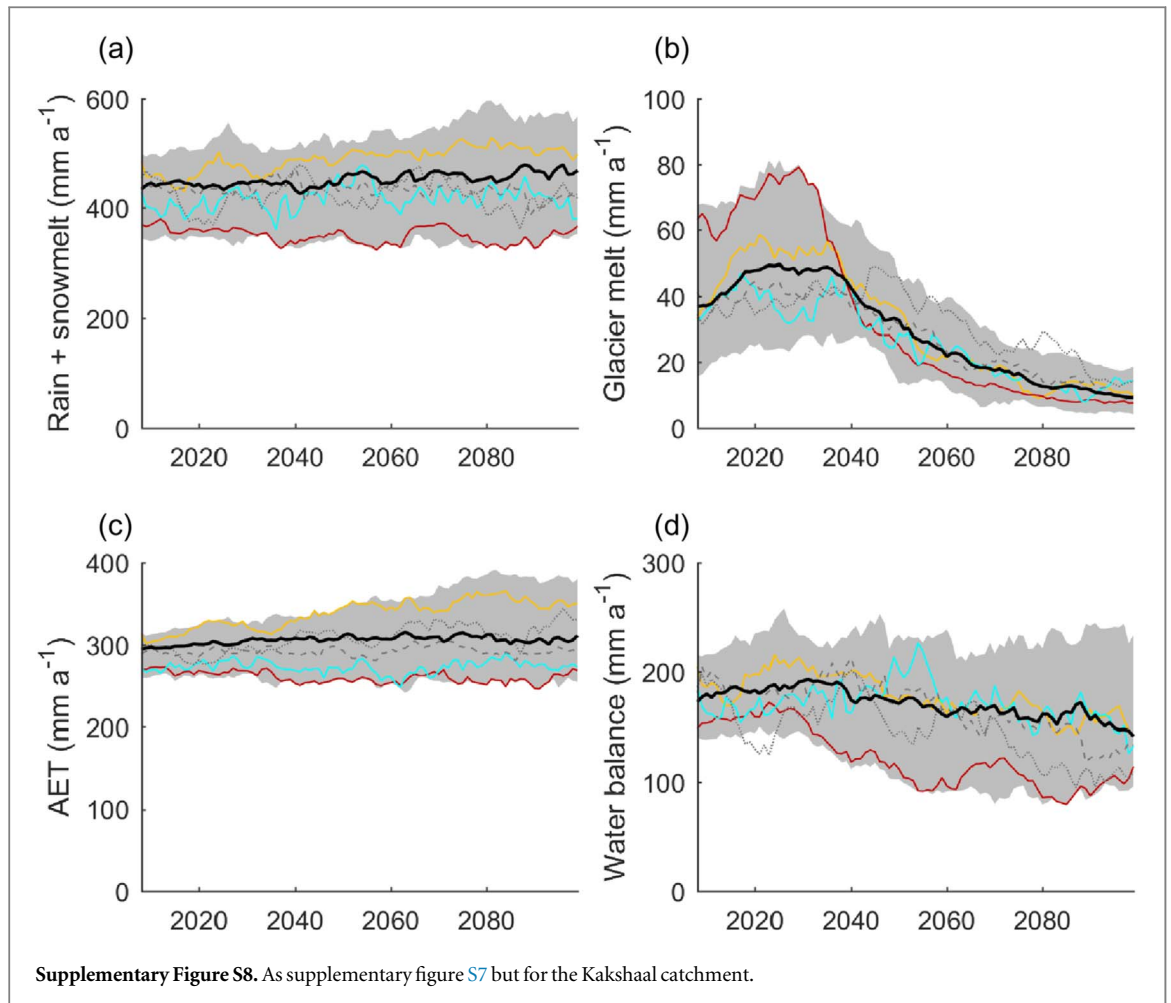 (a)
(b)
600
400
200
0
Rain + snowmelt (mm a⁻¹)
2020 2040 2060 2080
100
80
60
40
20
0
Glacier melt (mm a⁻¹)
2020 2040 2060 2080
(c)
(d)
400
300
200
100
0
AET (mm a⁻¹)
2020 2040 2060 2080
300
200
100
0
Water balance (mm a⁻¹)
2020 2040 2060 2080
Supplementary Figure S8. As supplementary figure S7 but for the Kakshaal catchment.